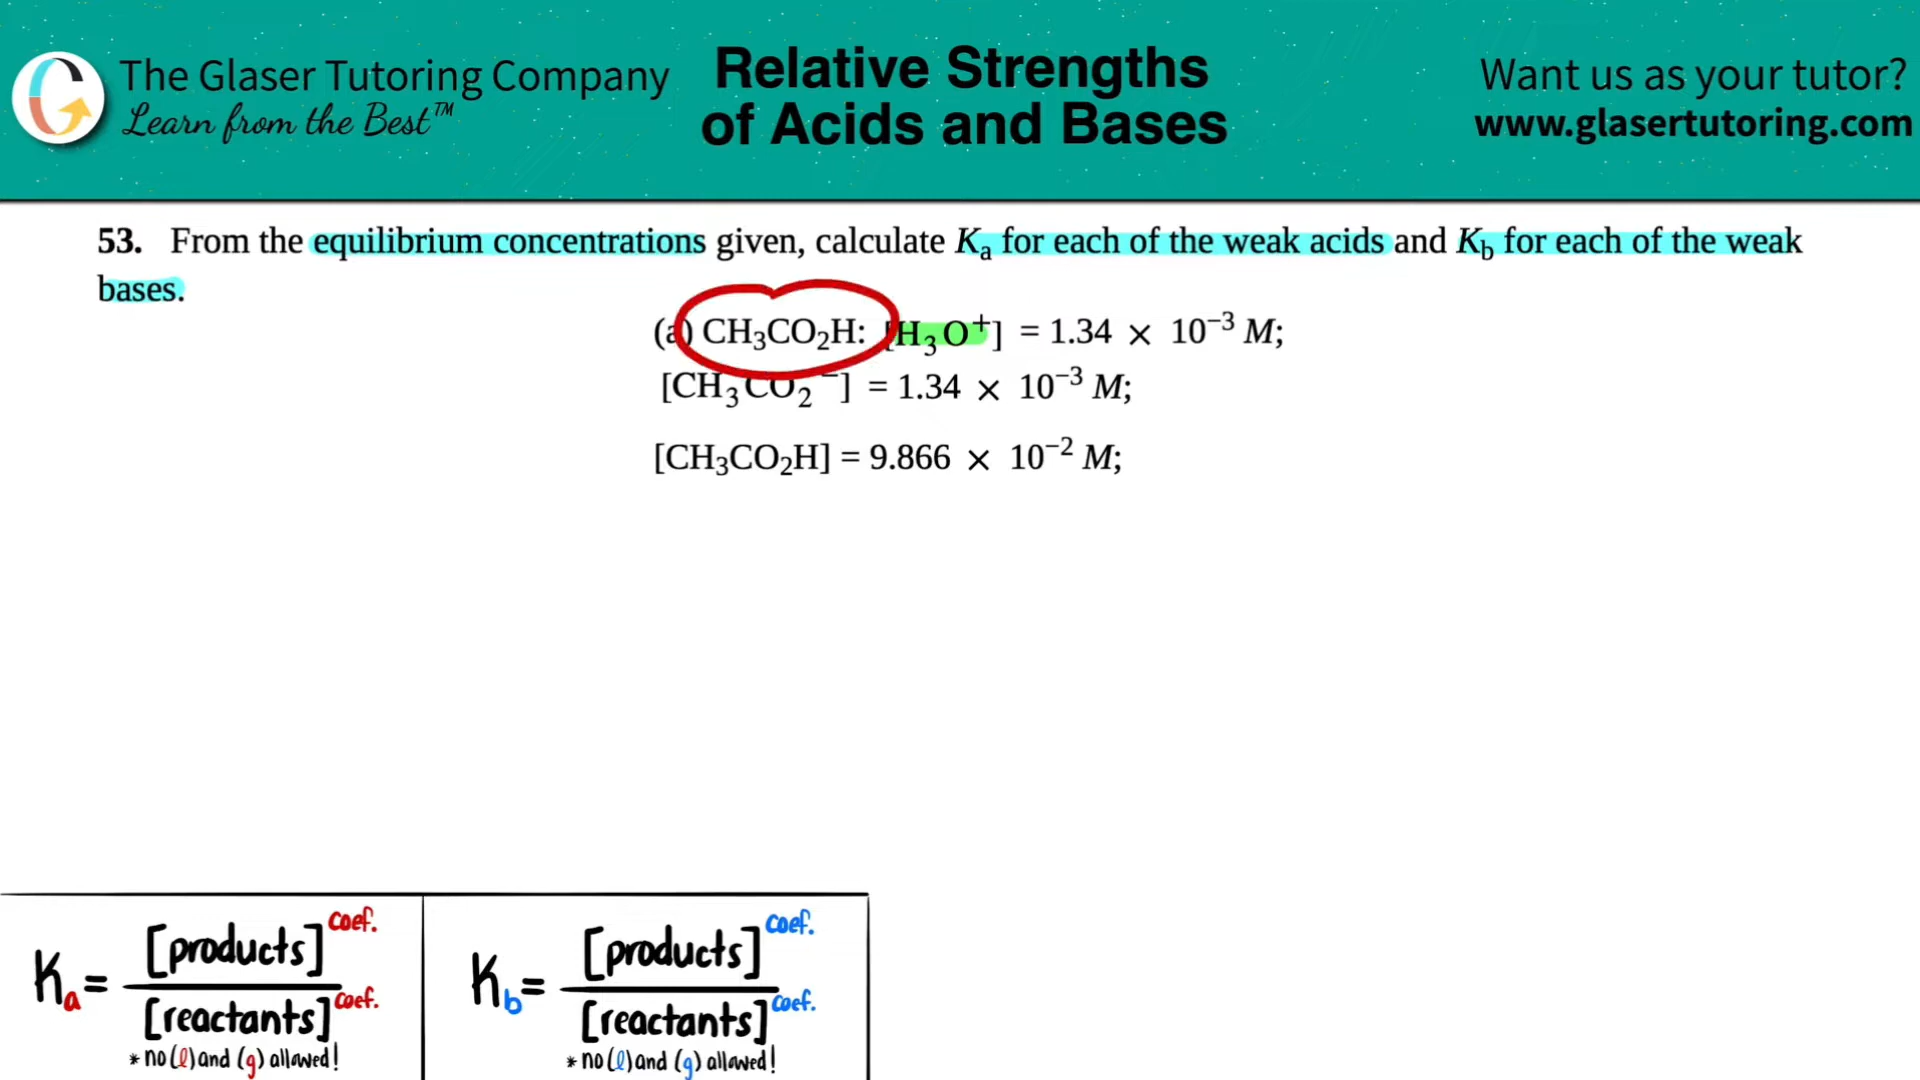 The Glaser Tutoring Company
Learn from the Best™
Relative Strengths
of Acids and Bases
Want us as your tutor?
www.glasertutoring.com
53. From the equilibrium concentrations given, calculate Kₐ for each of the weak acids and K_b for each of the weak
bases.
(a) CH₃CO₂H: [H₃O⁺] = 1.34 × 10⁻³ M;
[CH₃CO₂⁻] = 1.34 × 10⁻³ M;
[CH₃CO₂H] = 9.866 × 10⁻² M;
Kₐ = [products]^coef.
[reactants]^coef.
* no (l) and (g) allowed!
K_b = [products]^coef.
[reactants]^coef.
* no (l) and (g) allowed!